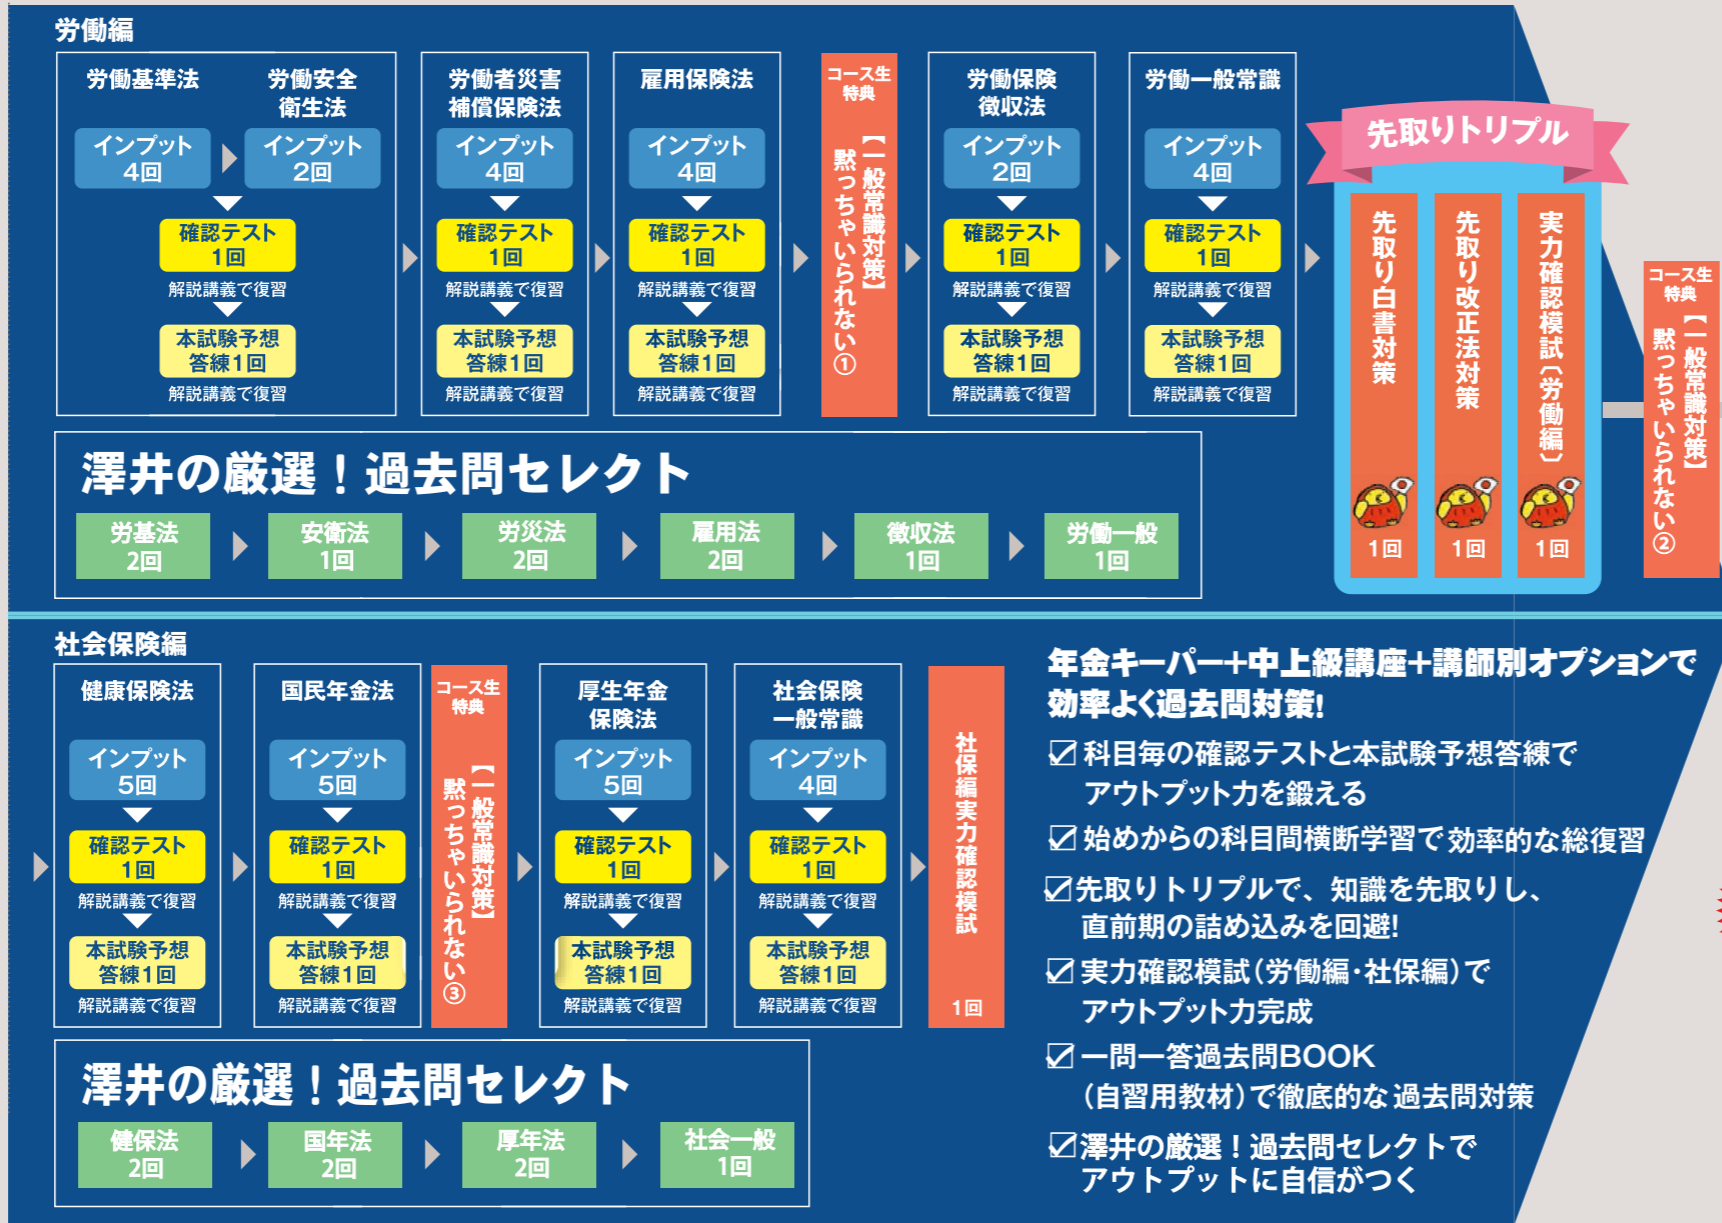 労働編
労働基準法
労働安全
衛生法
インプット
4回
インプット
2回
確認テスト
1回
解説講義で復習
本試験予想
答練1回
解説講義で復習
労働者災害
補償保険法
インプット
4回
確認テスト
1回
解説講義で復習
本試験予想
答練1回
解説講義で復習
雇用保険法
インプット
4回
確認テスト
1回
解説講義で復習
本試験予想
答練1回
解説講義で復習
コース生
特典
【一般常識対策】
黙っちゃいられない①
労働保険
徴収法
インプット
2回
確認テスト
1回
解説講義で復習
本試験予想
答練1回
解説講義で復習
労働一般常識
インプット
4回
確認テスト
1回
解説講義で復習
本試験予想
答練1回
解説講義で復習
先取りトリプル
先取り白書対策
1回
先取り改正法対策
1回
実力確認模試〔労働編〕
1回
コース生
特典
【一般常識対策】
黙っちゃいられない②
澤井の厳選！過去問セレクト
労基法
2回
安衛法
1回
労災法
2回
雇用法
2回
徴収法
1回
労働一般
1回
社会保険編
健康保険法
インプット
5回
確認テスト
1回
解説講義で復習
本試験予想
答練1回
解説講義で復習
国民年金法
インプット
5回
確認テスト
1回
解説講義で復習
本試験予想
答練1回
解説講義で復習
コース生
特典
【一般常識対策】
黙っちゃいられない③
厚生年金
保険法
インプット
5回
確認テスト
1回
解説講義で復習
本試験予想
答練1回
解説講義で復習
社会保険
一般常識
インプット
4回
確認テスト
1回
解説講義で復習
本試験予想
答練1回
解説講義で復習
社保編実力確認模試
1回
澤井の厳選！過去問セレクト
健保法
2回
国年法
2回
厚年法
2回
社会一般
1回
年金キーパー+中上級講座+講師別オプションで
効率よく過去問対策!
☑科目毎の確認テストと本試験予想答練で
アウトプット力を鍛える
☑始めからの科目間横断学習で効率的な総復習
☑先取りトリプルで、知識を先取りし、
直前期の詰め込みを回避!
☑実力確認模試(労働編・社保編)で
アウトプット力完成
☑一問一答過去問BOOK
(自習用教材)で徹底的な過去問対策
☑澤井の厳選！過去問セレクトで
アウトプットに自信がつく